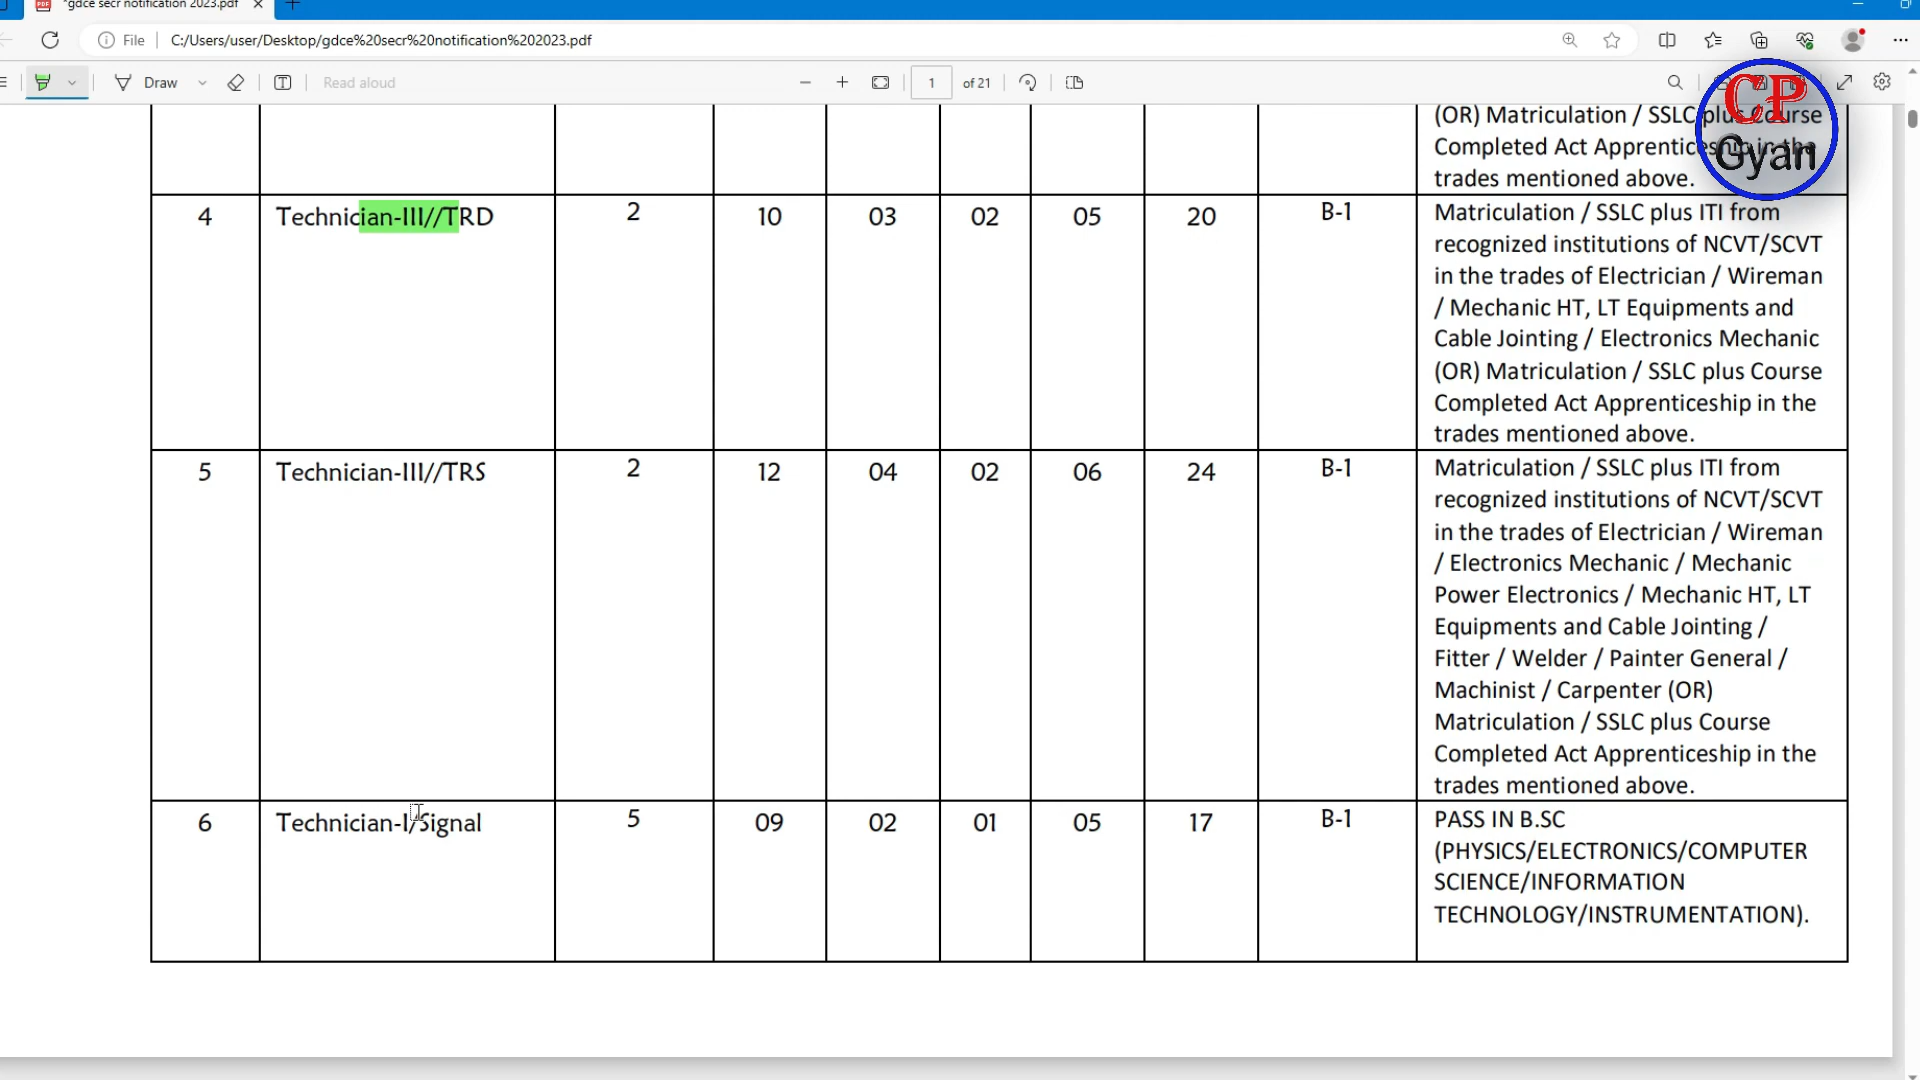 *gdce secr notification 2023.pdf
File
C:/Users/user/Desktop/gdce%20secr%20notification%202023.pdf
Draw
Read aloud
1 of 21
CP
Gyan
(OR) Matriculation / SSLC plus Course
Completed Act Apprenticeship in the
trades mentioned above.
4 Technician-III//TRD 2 10 03 02 05 20 B-1 Matriculation / SSLC plus ITI from
recognized institutions of NCVT/SCVT
in the trades of Electrician / Wireman
/ Mechanic HT, LT Equipments and
Cable Jointing / Electronics Mechanic
(OR) Matriculation / SSLC plus Course
Completed Act Apprenticeship in the
trades mentioned above.
5 Technician-III//TRS 2 12 04 02 06 24 B-1 Matriculation / SSLC plus ITI from
recognized institutions of NCVT/SCVT
in the trades of Electrician / Wireman
/ Electronics Mechanic / Mechanic
Power Electronics / Mechanic HT, LT
Equipments and Cable Jointing /
Fitter / Welder / Painter General /
Machinist / Carpenter (OR)
Matriculation / SSLC plus Course
Completed Act Apprenticeship in the
trades mentioned above.
6 Technician-I/Signal 5 09 02 01 05 17 B-1 PASS IN B.SC
(PHYSICS/ELECTRONICS/COMPUTER
SCIENCE/INFORMATION
TECHNOLOGY/INSTRUMENTATION).